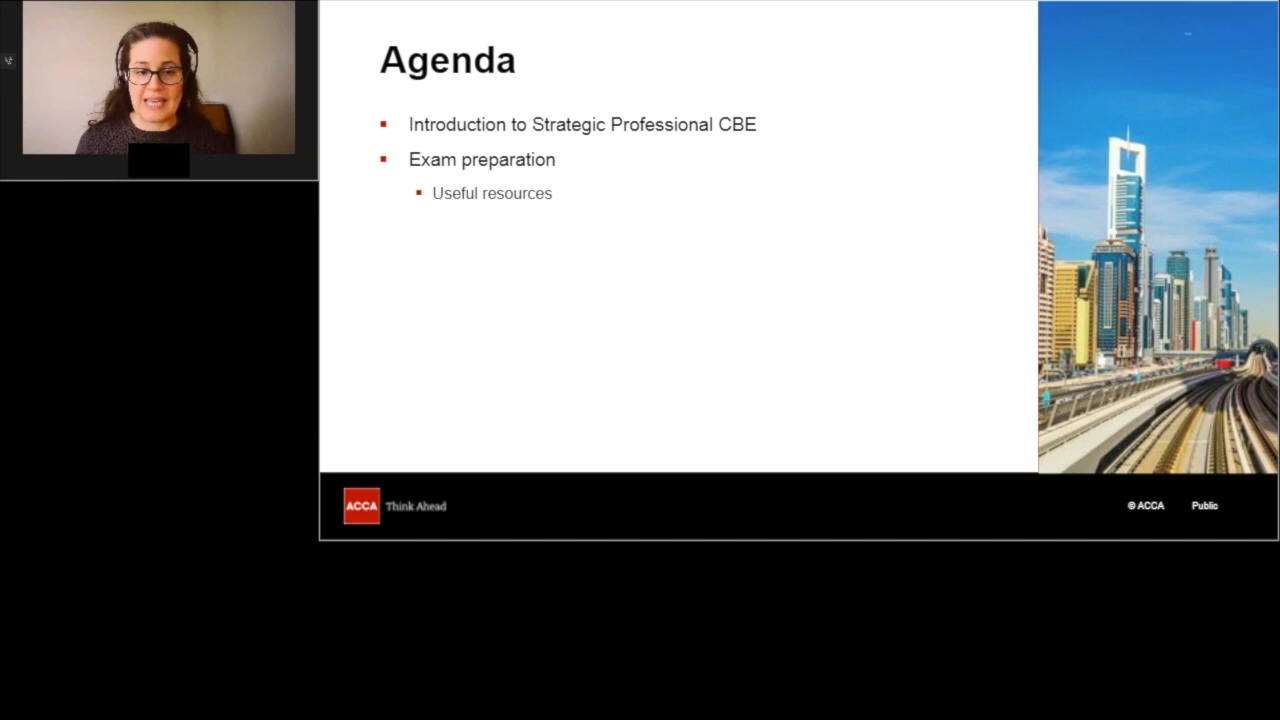 Agenda
Introduction to Strategic Professional CBE
Exam preparation
Useful resources
ACCA Think Ahead
© ACCA Public